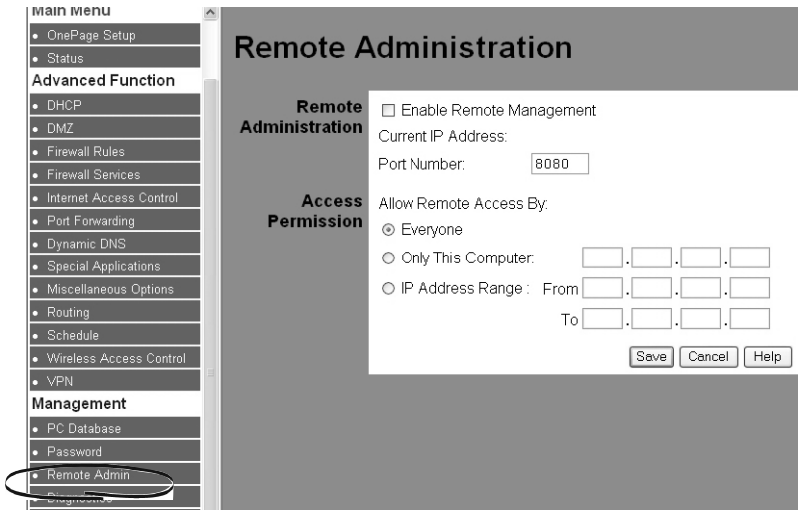 Main Menu
OnePage Setup
Status
Advanced Function
DHCP
DMZ
Firewall Rules
Firewall Services
Internet Access Control
Port Forwarding
Dynamic DNS
Special Applications
Miscellaneous Options
Routing
Schedule
Wireless Access Control
VPN
Management
PC Database
Password
Remote Admin
Diagnostics
Remote Administration
Remote Administration
Enable Remote Management
Current IP Address:
Port Number: 8080
Access Permission
Allow Remote Access By:
Everyone
Only This Computer: . . .
IP Address Range : From . . .
To . . .
Save Cancel Help